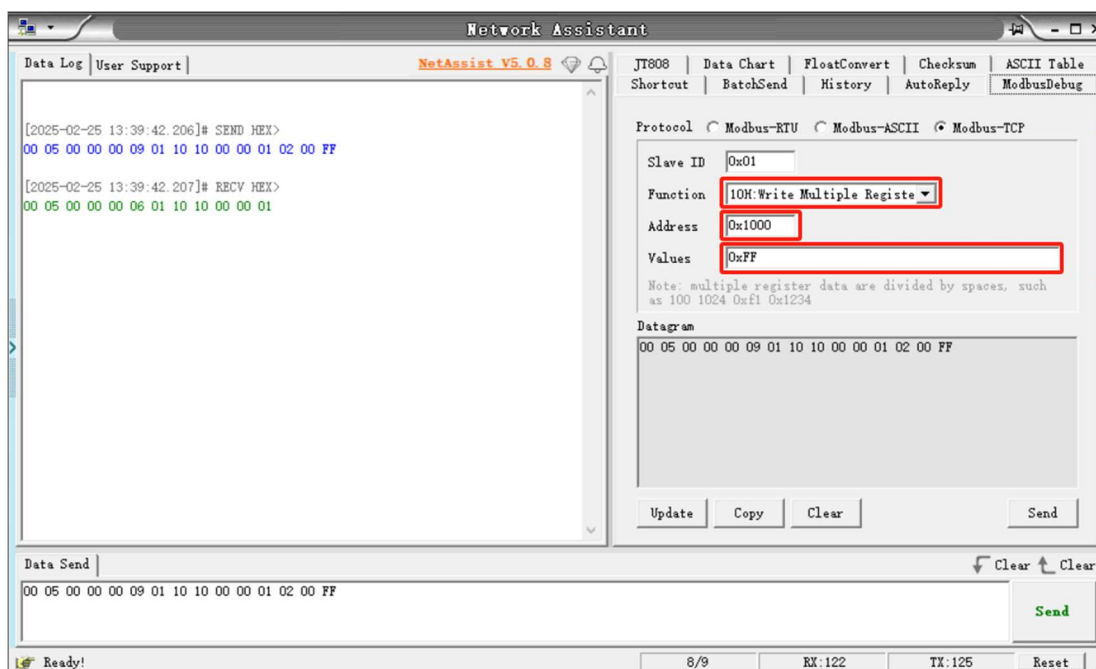 Network Assistant
Data Log
User Support
NetAssist V5.0.8
[2025-02-25 13:39:42.206]# SEND HEX>
00 05 00 00 00 09 01 10 10 00 00 01 02 00 FF
[2025-02-25 13:39:42.207]# RECV HEX>
00 05 00 00 00 06 01 10 10 00 00 01
JT808 | Data Chart | FloatConvert | Checksum | ASCII Table
Shortcut | BatchSend | History | AutoReply | ModbusDebug
Protocol Modbus-RTU Modbus-ASCII Modbus-TCP
Slave ID 0x01
Function 10H:Write Multiple Registe
Address 0x1000
Values 0xFF
Note: multiple register data are divided by spaces, such
as 100 1024 0xf1 0x1234
Datagram
00 05 00 00 00 09 01 10 10 00 00 01 02 00 FF
Update Copy Clear Send
Data Send
Clear Clear
00 05 00 00 00 09 01 10 10 00 00 01 02 00 FF
Send
Ready! 8/9 RX:122 TX:125 Reset